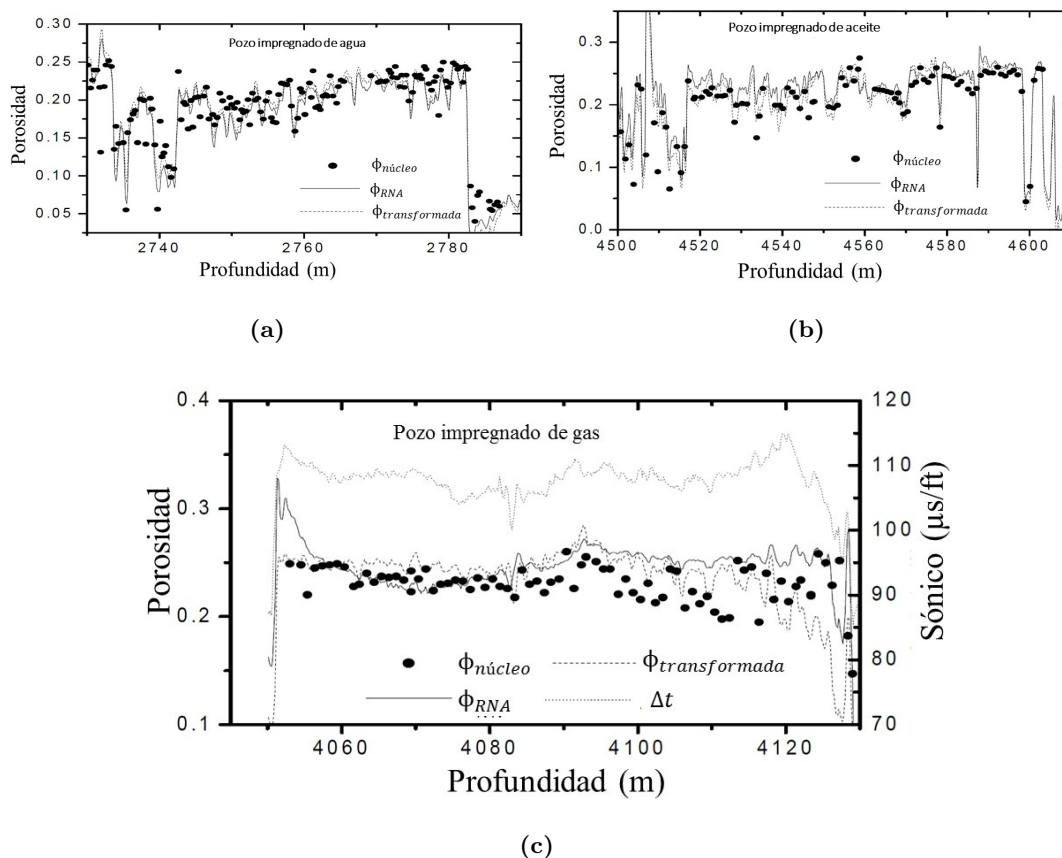 Pozo impregnado de agua
Porosidad
0.30
0.25
0.20
0.15
0.10
0.05
ϕnúcleo
ϕRNA
ϕtransformada
2740
2760
2780
Profundidad (m)
(a)
Pozo impregnado de aceite
Porosidad
0.3
0.2
0.1
0.0
ϕnúcleo
ϕRNA
ϕtransformada
4500
4520
4540
4560
4580
4600
Profundidad (m)
(b)
Pozo impregnado de gas
Porosidad
0.4
0.3
0.2
0.1
120
110
100
90
80
70
Sónico (μs/ft)
ϕnúcleo
ϕtransformada
ϕRNA
Δt
4060
4080
4100
4120
Profundidad (m)
(c)